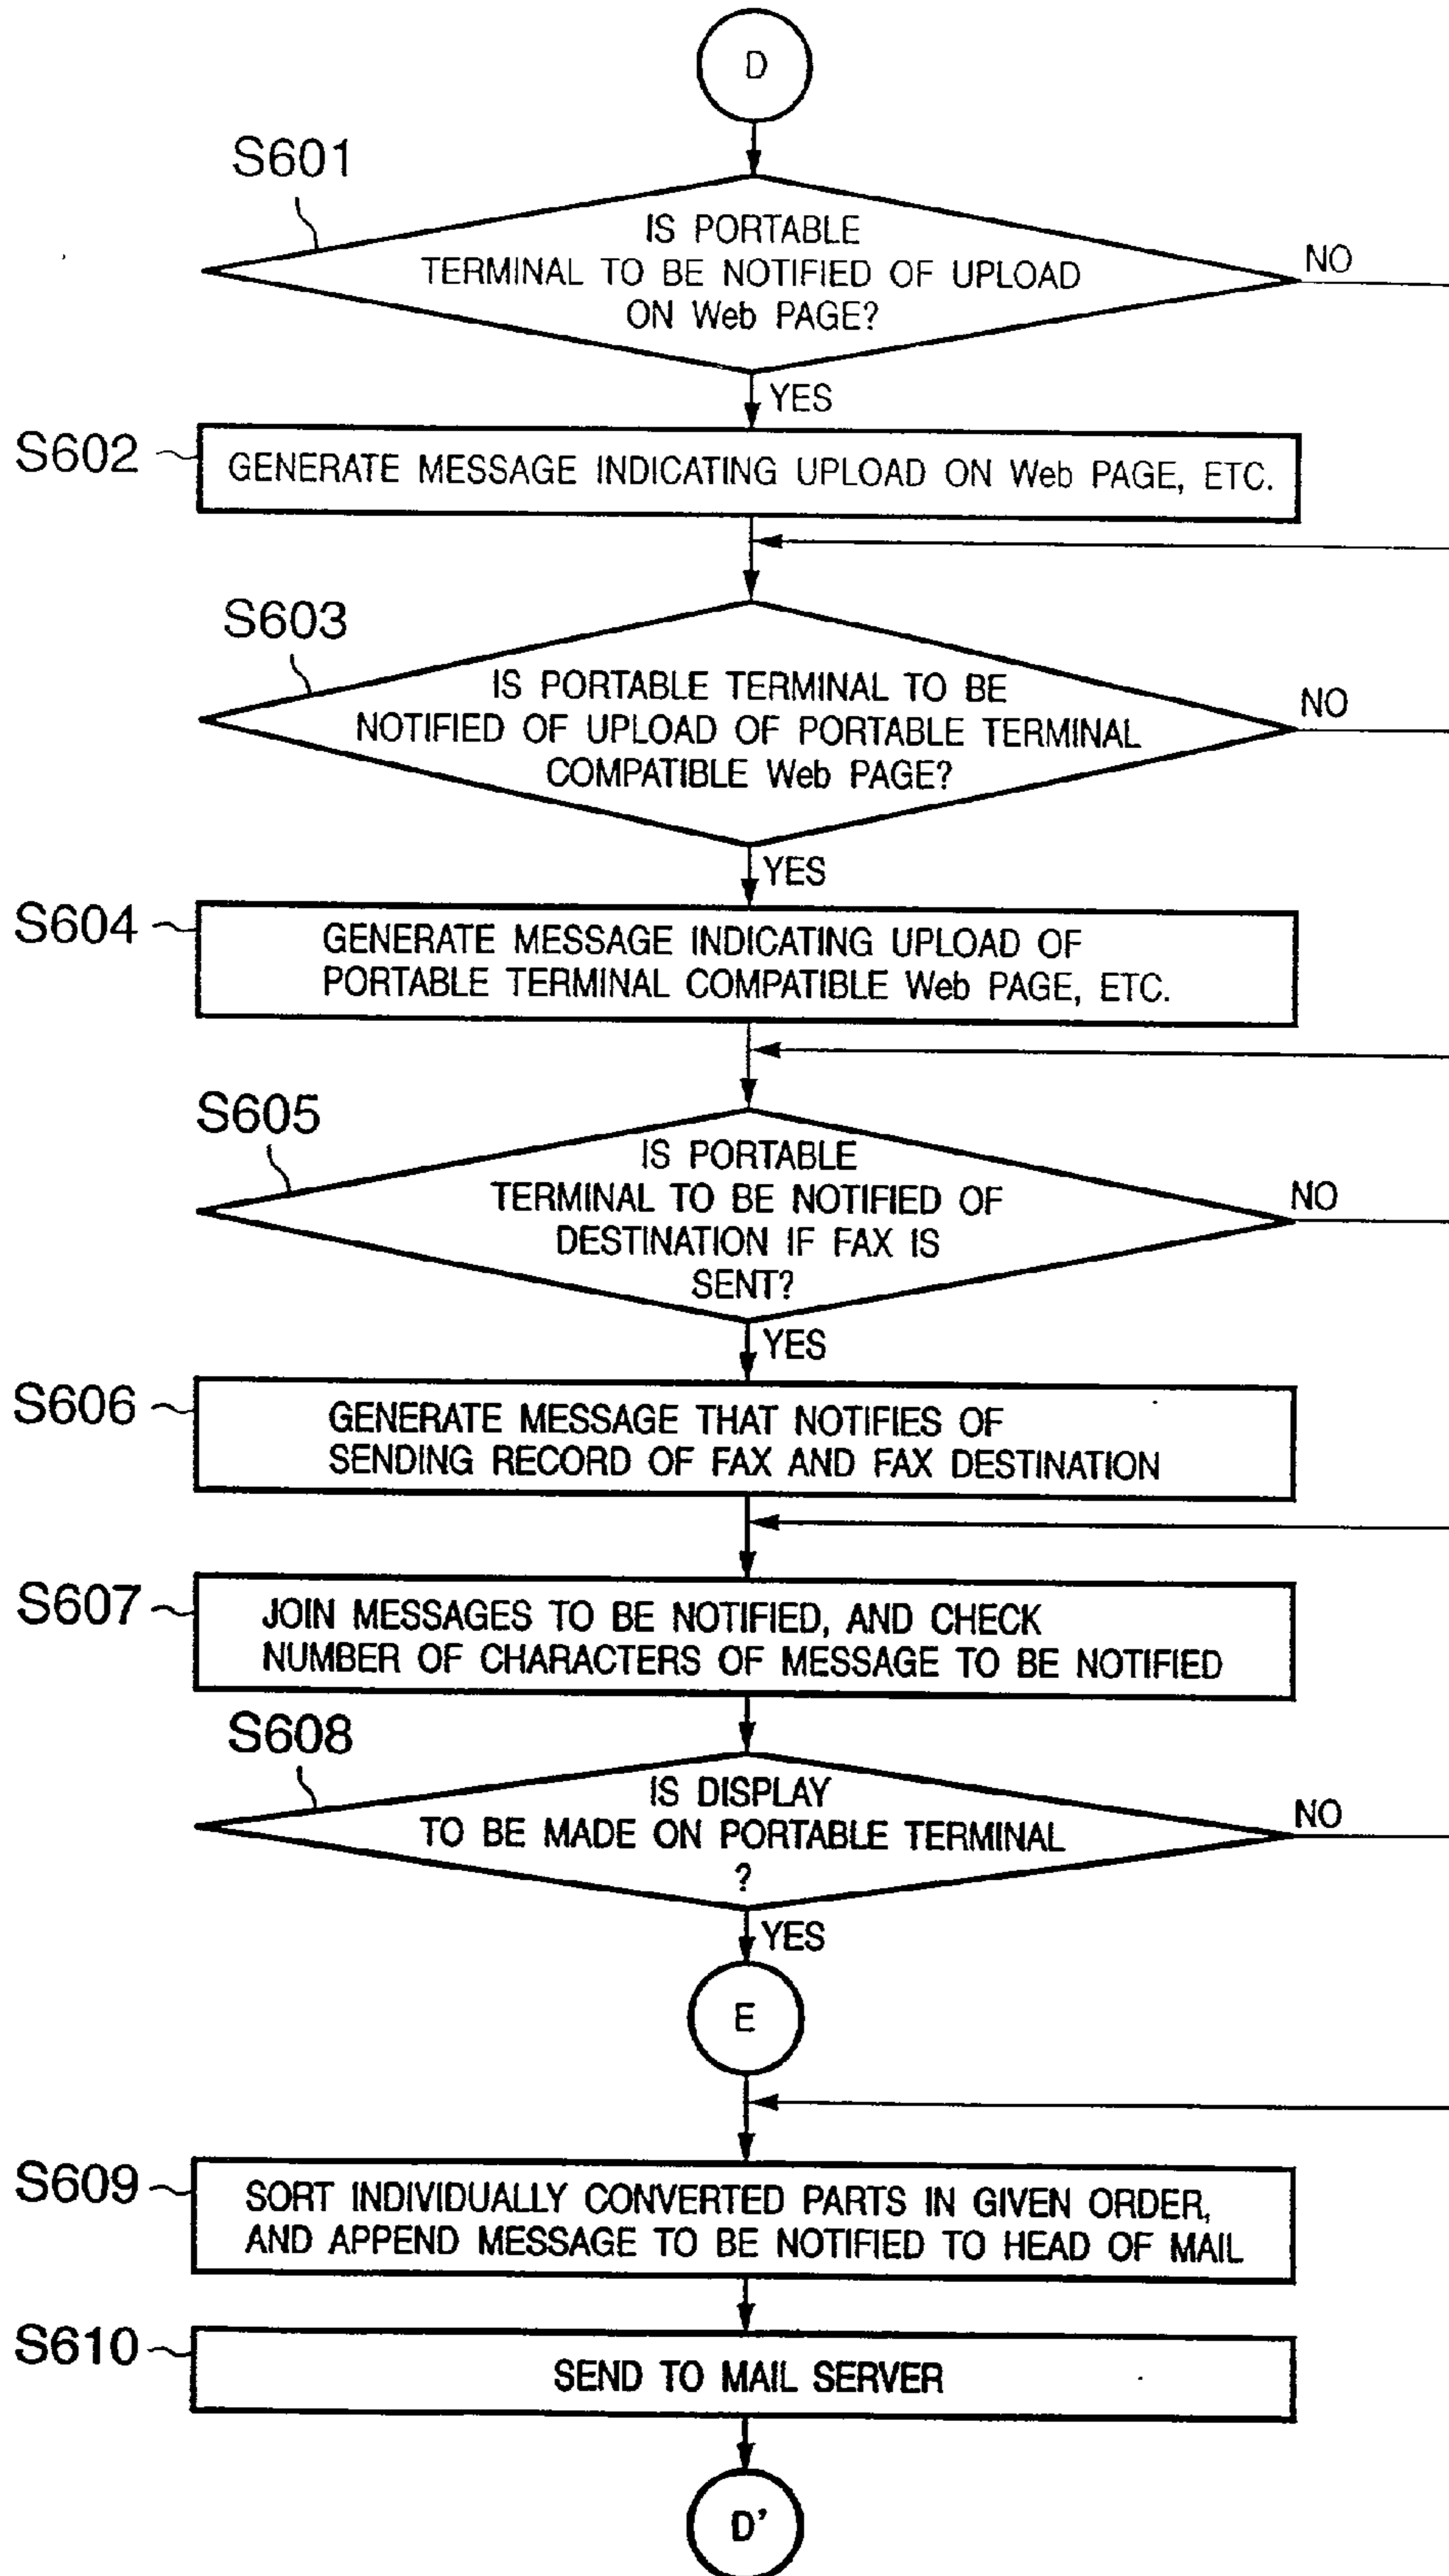 D
S601
IS PORTABLE
TERMINAL TO BE NOTIFIED OF UPLOAD
ON Web PAGE?
NO
YES
S602
GENERATE MESSAGE INDICATING UPLOAD ON Web PAGE, ETC.
S603
IS PORTABLE TERMINAL TO BE
NOTIFIED OF UPLOAD OF PORTABLE TERMINAL
COMPATIBLE Web PAGE?
NO
YES
S604
GENERATE MESSAGE INDICATING UPLOAD OF
PORTABLE TERMINAL COMPATIBLE Web PAGE, ETC.
S605
IS PORTABLE
TERMINAL TO BE NOTIFIED OF
DESTINATION IF FAX IS
SENT?
NO
YES
S606
GENERATE MESSAGE THAT NOTIFIES OF
SENDING RECORD OF FAX AND FAX DESTINATION
S607
JOIN MESSAGES TO BE NOTIFIED, AND CHECK
NUMBER OF CHARACTERS OF MESSAGE TO BE NOTIFIED
S608
IS DISPLAY
TO BE MADE ON PORTABLE TERMINAL
?
NO
YES
E
S609
SORT INDIVIDUALLY CONVERTED PARTS IN GIVEN ORDER,
AND APPEND MESSAGE TO BE NOTIFIED TO HEAD OF MAIL
S610
SEND TO MAIL SERVER
D'